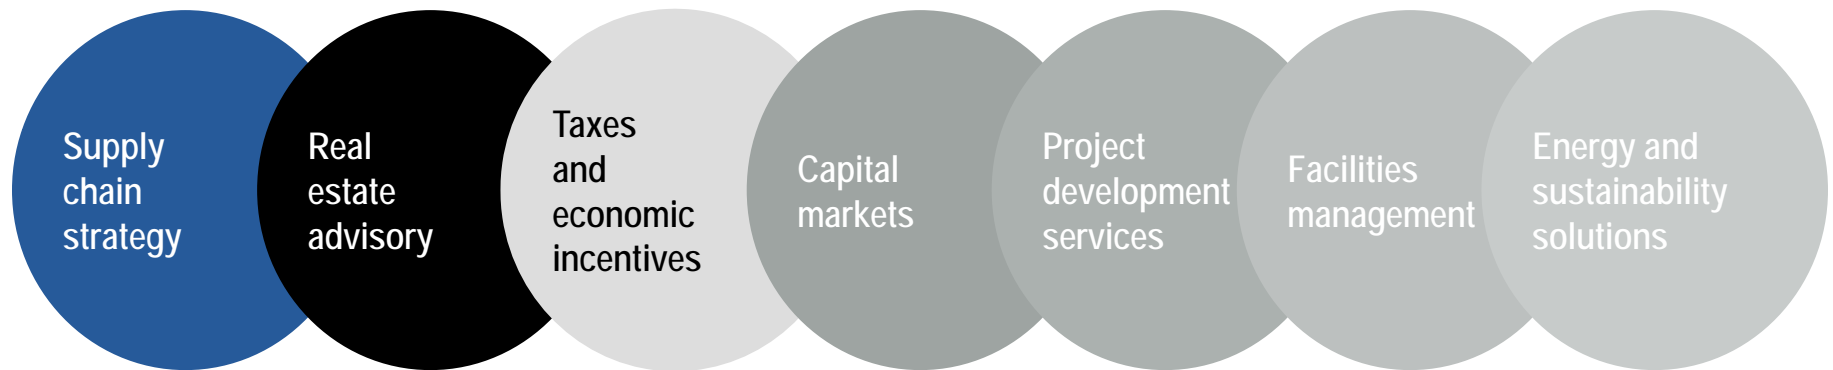 Supply
chain
strategy
Real
estate
advisory
Taxes
and
economic
incentives
Capital
markets
Project
development
services
Facilities
management
Energy and
sustainability
solutions